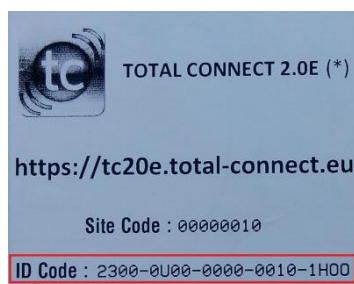 tc
TOTAL CONNECT 2.0E (*)
https://tc20e.total-connect.eu
Site Code : 00000010
ID Code : 2300-0U00-0000-0010-1HOO